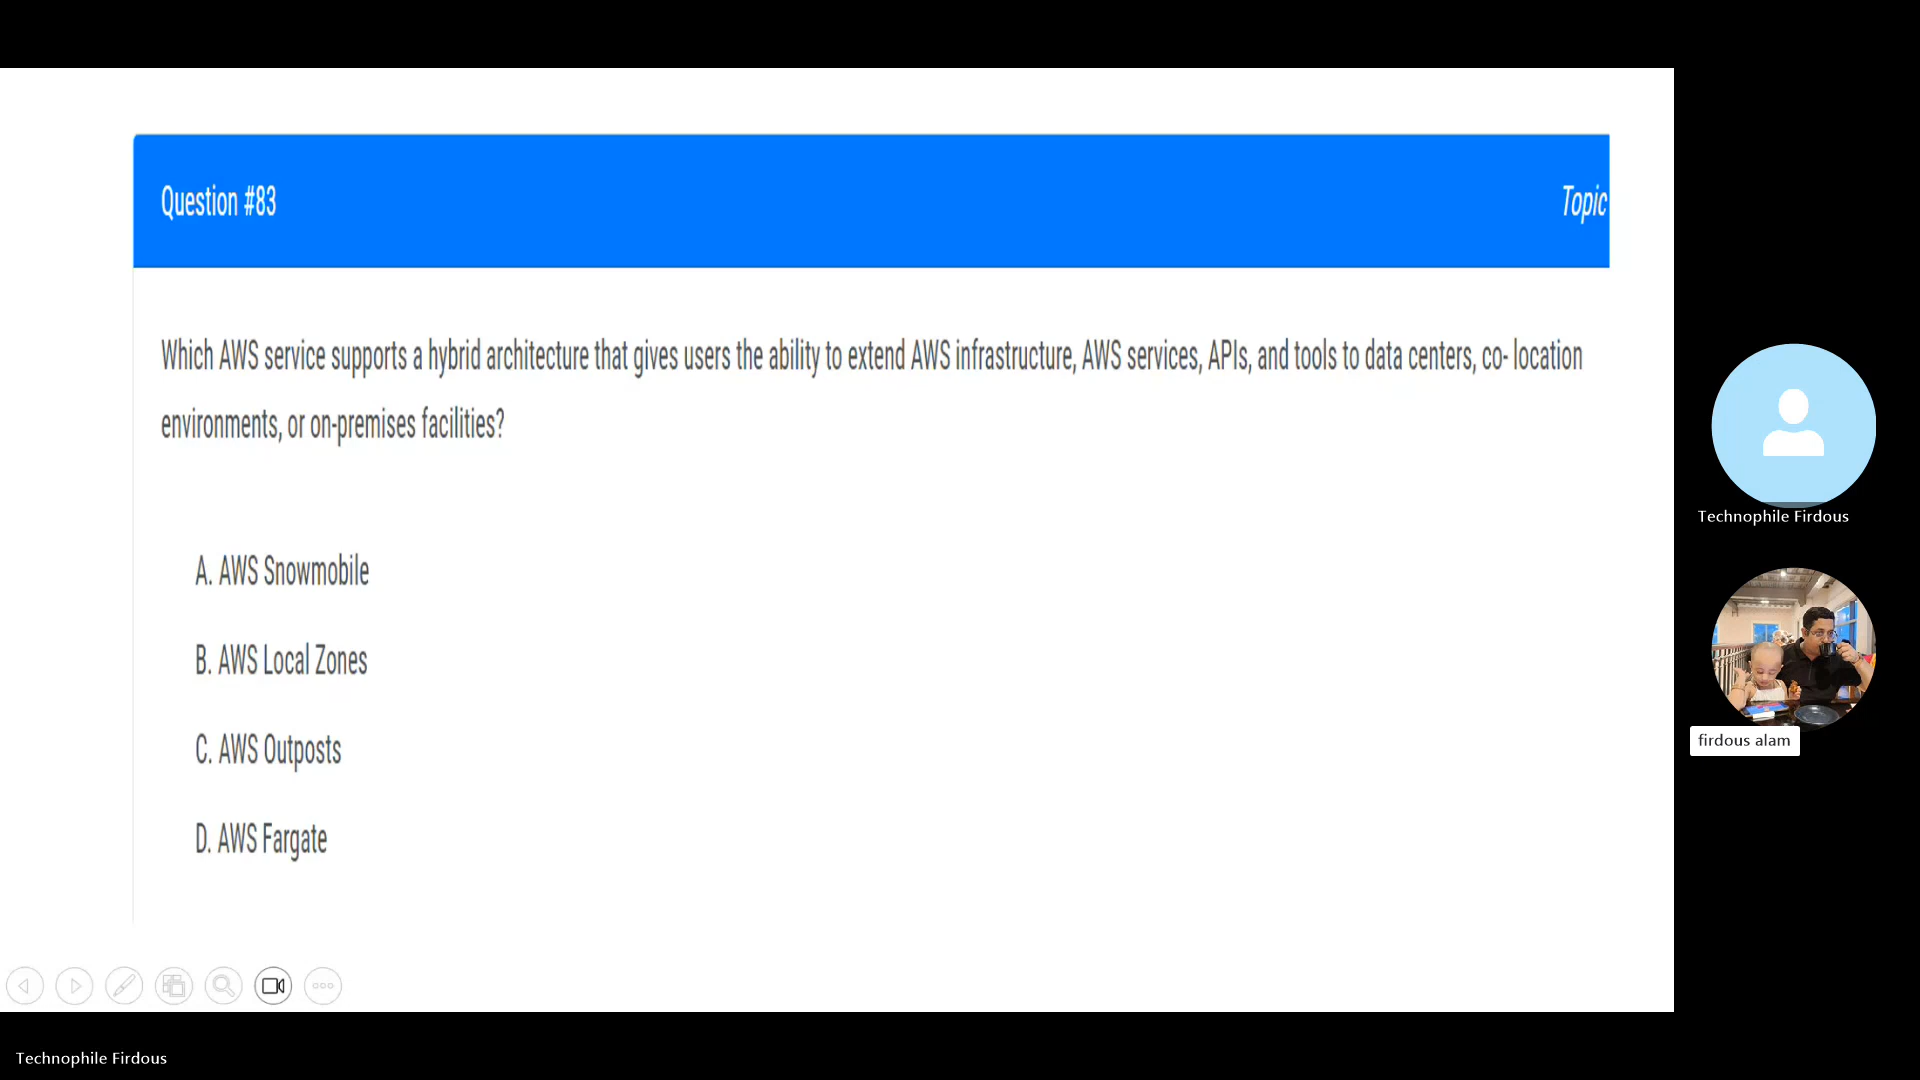 Question #83
Topic
Which AWS service supports a hybrid architecture that gives users the ability to extend AWS infrastructure, AWS services, APIs, and tools to data centers, co- location
environments, or on-premises facilities?
A. AWS Snowmobile
B. AWS Local Zones
C. AWS Outposts
D. AWS Fargate
Technophile Firdous
firdous alam
Technophile Firdous